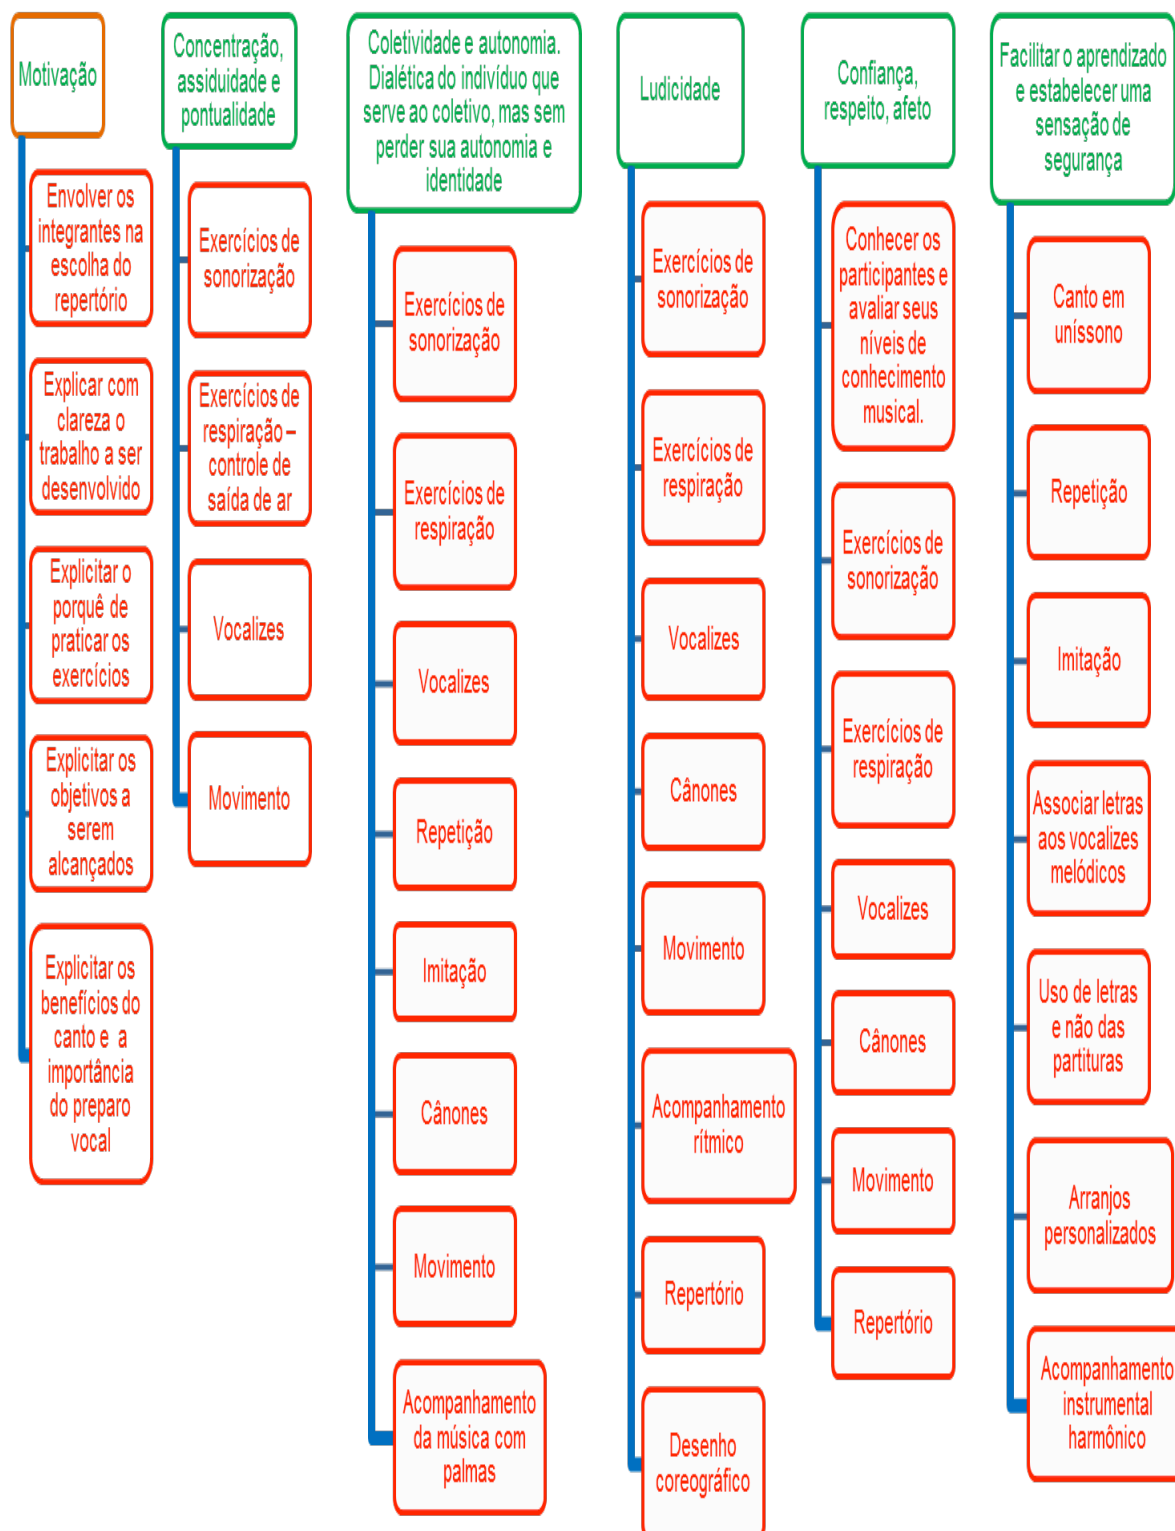 Motivação
Envolver os
integrantes na
escolha do
repertório
Explicar com
clareza o
trabalho a ser
desenvolvido
Explicitar o
porquê de
praticar os
exercícios
Explicitar os
objetivos a
serem
alcançados
Explicitar os
benefícios do
canto e a
importância
do preparo
vocal
Concentração,
assiduidade e
pontualidade
Exercícios de
sonorização
Exercícios de
respiração –
controle de
saída de ar
Vocalizes
Movimento
Coletividade e autonomia.
Dialética do indivíduo que
serve ao coletivo, mas sem
perder sua autonomia e
identidade
Exercícios de
sonorização
Exercícios de
respiração
Vocalizes
Repetição
Imitação
Cânones
Movimento
Acompanhamento
da música com
palmas
Ludicidade
Exercícios de
sonorização
Exercícios de
respiração
Vocalizes
Cânones
Movimento
Acompanhamento
rítmico
Repertório
Desenho
coreográfico
Confiança,
respeito, afeto
Conhecer os
participantes e
avaliar seus
níveis de
conhecimento
musical.
Exercícios de
sonorização
Exercícios de
respiração
Vocalizes
Cânones
Movimento
Repertório
Facilitar o aprendizado
e estabelecer uma
sensação de
segurança
Canto em
uníssono
Repetição
Imitação
Associar letras
aos vocalizes
melódicos
Uso de letras
e não das
partituras
Arranjos
personalizados
Acompanhamento
instrumental
harmônico